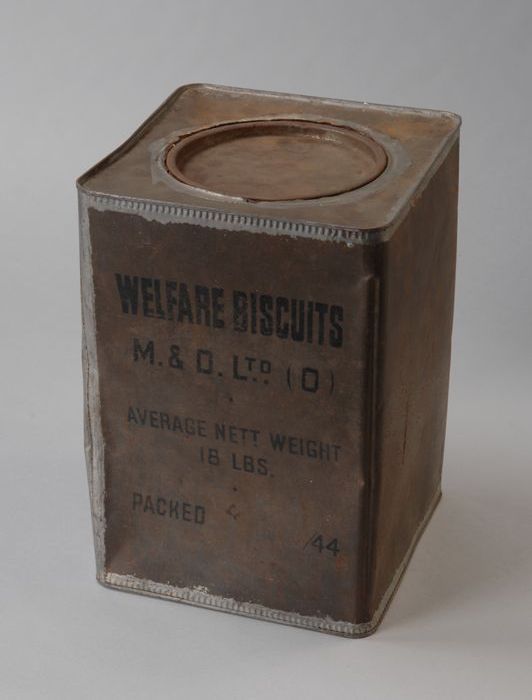 WELFARE BISCUITS
M. & D. LTD. (O)
AVERAGE NETT WEIGHT
18 LBS.
PACKED /44